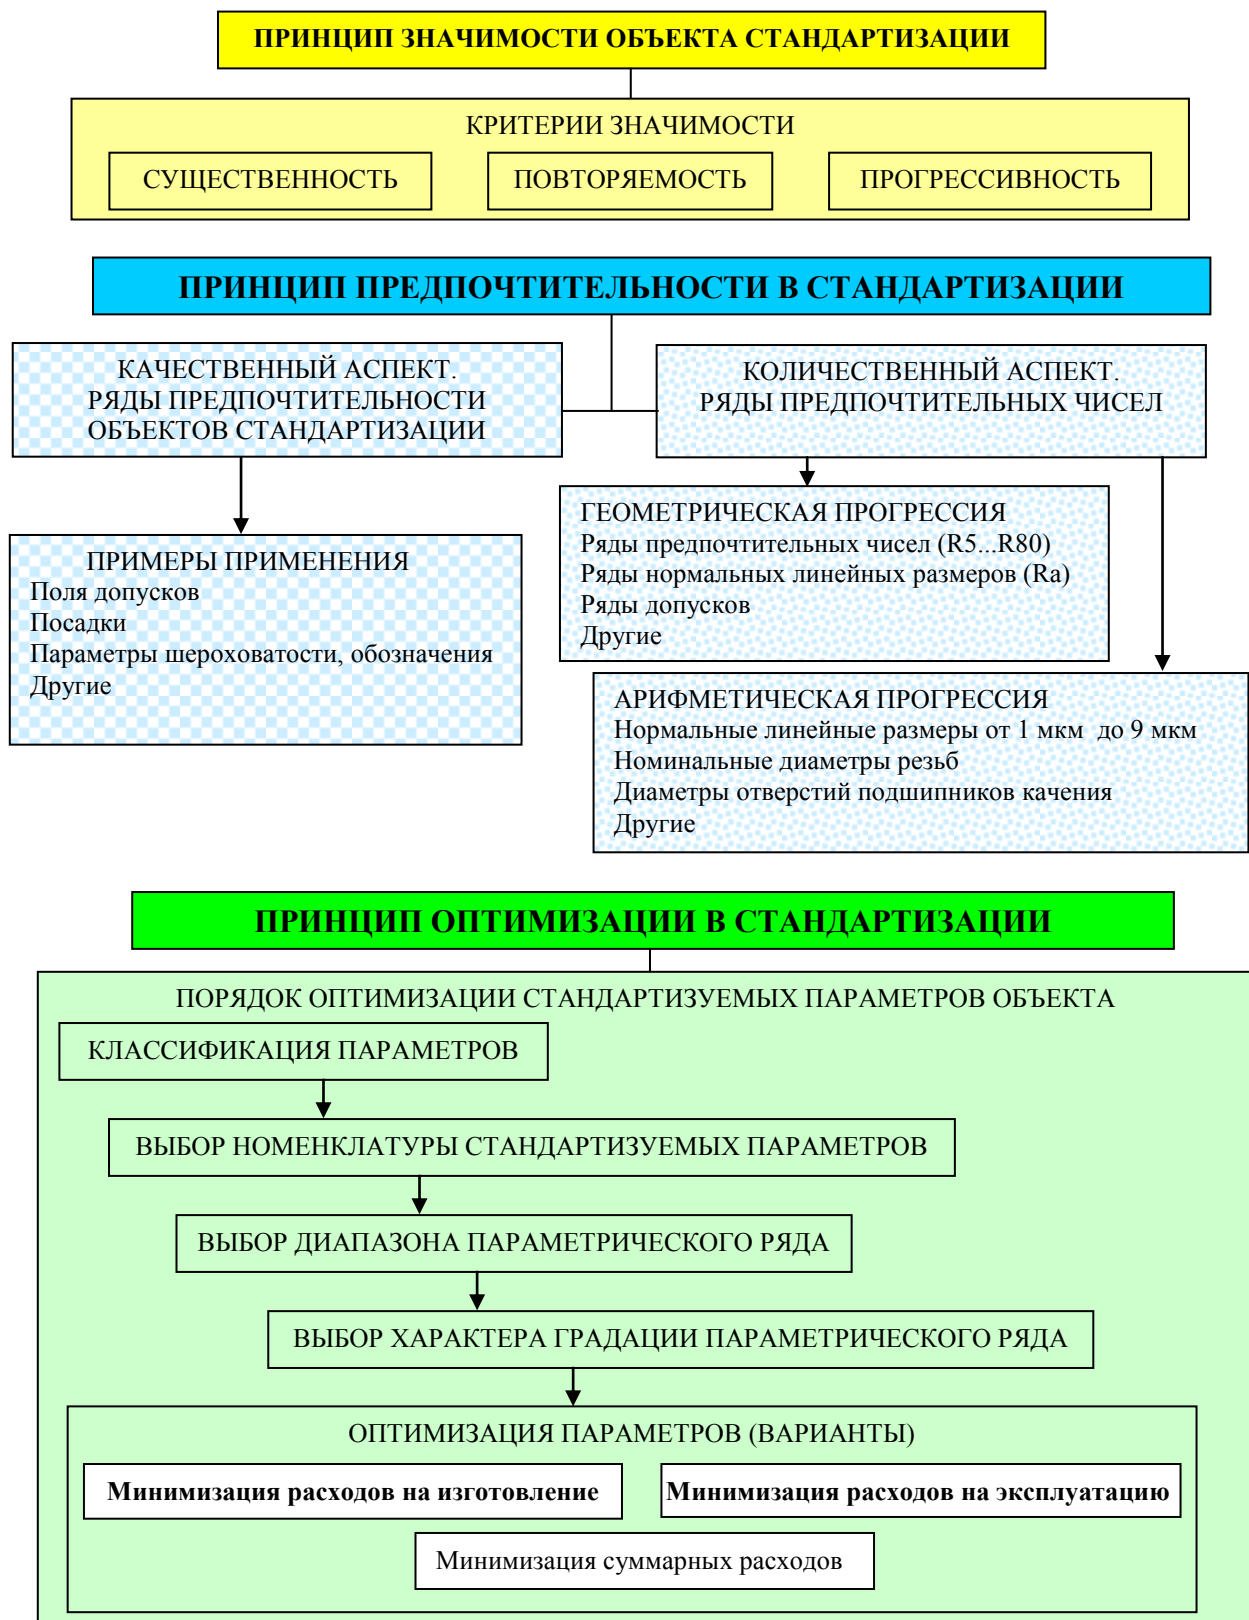 ПРИНЦИП ЗНАЧИМОСТИ ОБЪЕКТА СТАНДАРТИЗАЦИИ
КРИТЕРИИ ЗНАЧИМОСТИ
СУЩЕСТВЕННОСТЬ
ПОВТОРЯЕМОСТЬ
ПРОГРЕССИВНОСТЬ
ПРИНЦИП ПРЕДПОЧТИТЕЛЬНОСТИ В СТАНДАРТИЗАЦИИ
КАЧЕСТВЕННЫЙ АСПЕКТ.
РЯДЫ ПРЕДПОЧТИТЕЛЬНОСТИ
ОБЪЕКТОВ СТАНДАРТИЗАЦИИ
КОЛИЧЕСТВЕННЫЙ АСПЕКТ.
РЯДЫ ПРЕДПОЧТИТЕЛЬНЫХ ЧИСЕЛ
ПРИМЕРЫ ПРИМЕНЕНИЯ
Поля допусков
Посадки
Параметры шероховатости, обозначения
Другие
ГЕОМЕТРИЧЕСКАЯ ПРОГРЕССИЯ
Ряды предпочтительных чисел (R5...R80)
Ряды нормальных линейных размеров (Ra)
Ряды допусков
Другие
АРИФМЕТИЧЕСКАЯ ПРОГРЕССИЯ
Нормальные линейные размеры от 1 мкм до 9 мкм
Номинальные диаметры резьб
Диаметры отверстий подшипников качения
Другие
ПРИНЦИП ОПТИМИЗАЦИИ В СТАНДАРТИЗАЦИИ
ПОРЯДОК ОПТИМИЗАЦИИ СТАНДАРТИЗУЕМЫХ ПАРАМЕТРОВ ОБЪЕКТА
КЛАССИФИКАЦИЯ ПАРАМЕТРОВ
ВЫБОР НОМЕНКЛАТУРЫ СТАНДАРТИЗУЕМЫХ ПАРАМЕТРОВ
ВЫБОР ДИАПАЗОНА ПАРАМЕТРИЧЕСКОГО РЯДА
ВЫБОР ХАРАКТЕРА ГРАДАЦИИ ПАРАМЕТРИЧЕСКОГО РЯДА
ОПТИМИЗАЦИЯ ПАРАМЕТРОВ (ВАРИАНТЫ)
Минимизация расходов на изготовление
Минимизация расходов на эксплуатацию
Минимизация суммарных расходов